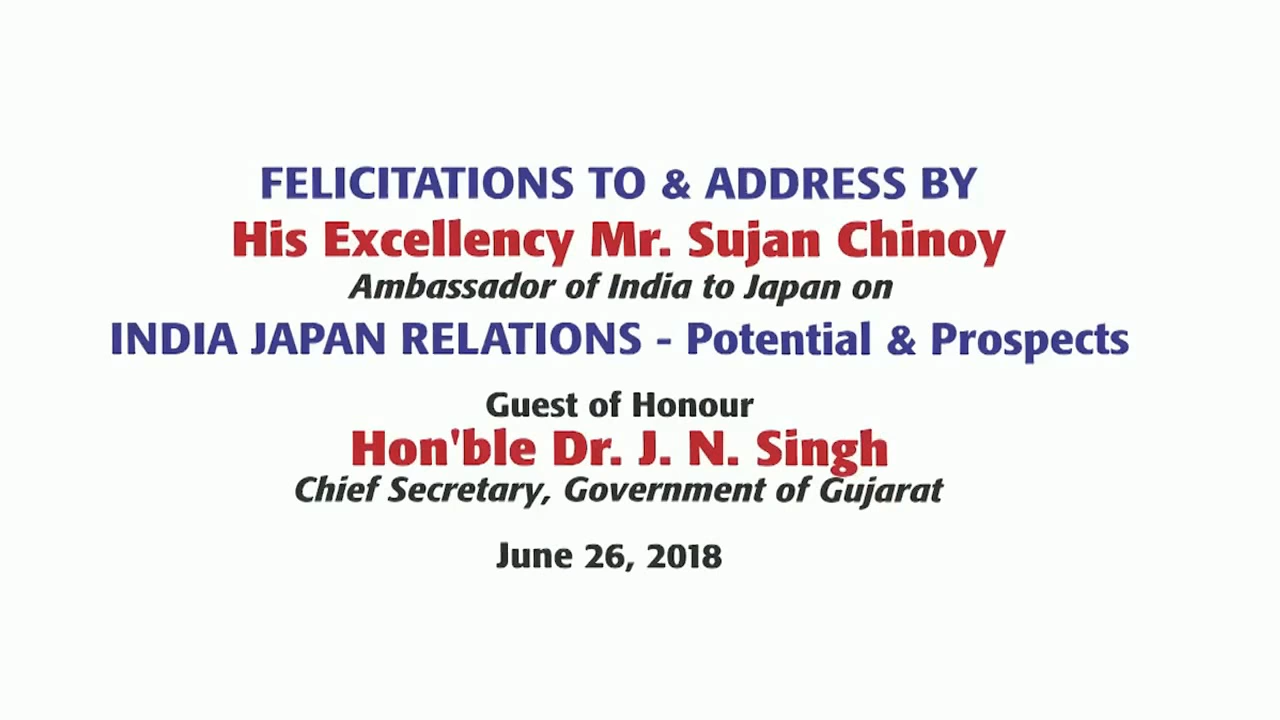 FELICITATIONS TO & ADDRESS BY
His Excellency Mr. Sujan Chinoy
Ambassador of India to Japan on
INDIA JAPAN RELATIONS - Potential & Prospects
Guest of Honour
Hon'ble Dr. J. N. Singh
Chief Secretary, Government of Gujarat
June 26, 2018